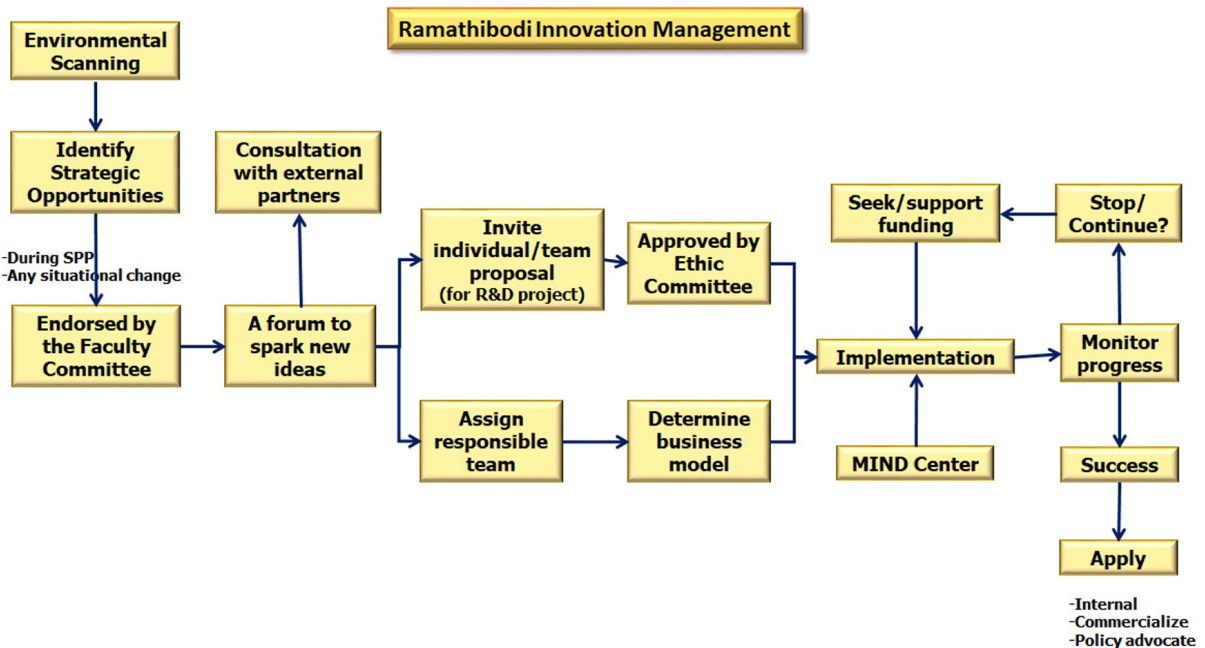 Ramathibodi Innovation Management
Environmental
Scanning
Identify
Strategic
Opportunities
-During SPP
-Any situational change
Endorsed by
the Faculty
Committee
Consultation
with external
partners
A forum to
spark new
ideas
Invite
individual/team
proposal
(for R&D project)
Approved by
Ethic
Committee
Assign
responsible
team
Determine
business
model
Seek/support
funding
Stop/
Continue?
Implementation
Monitor
progress
MIND Center
Success
Apply
-Internal
-Commercialize
-Policy advocate